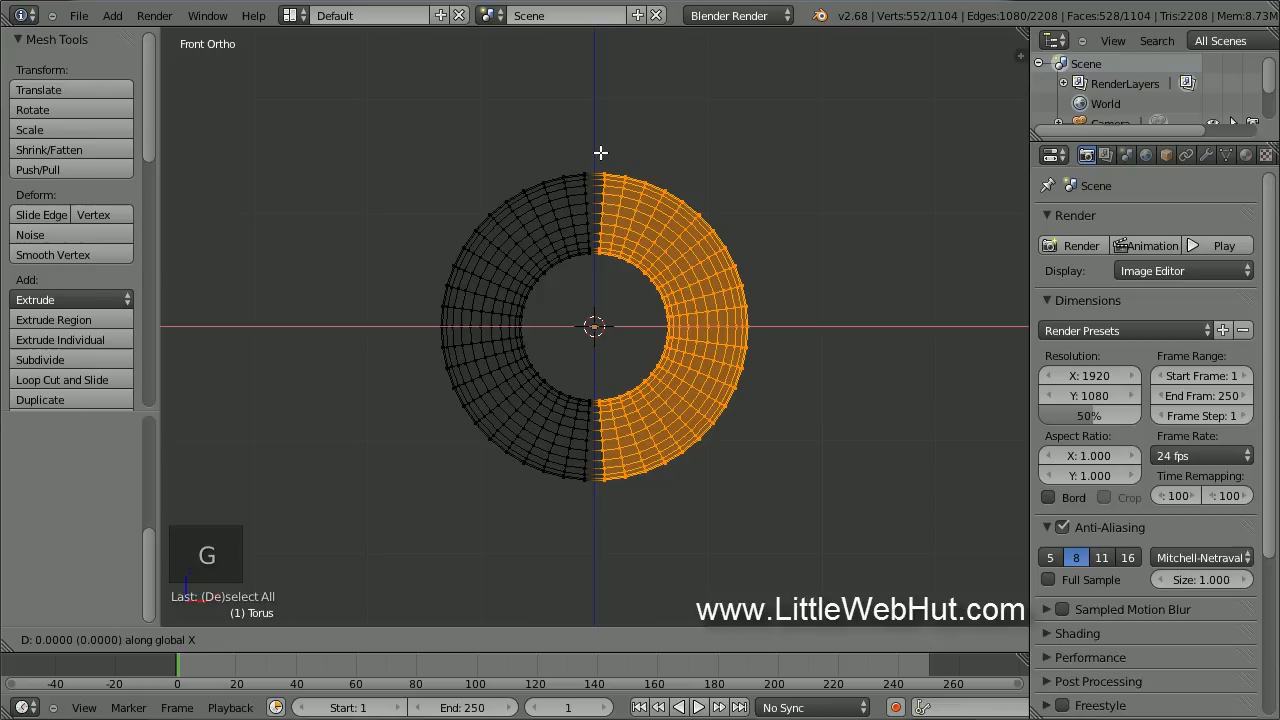 File Add Render Window Help Default Scene Blender Render v2.68 | Verts:552/1104 | Edges:1080/2208 | Faces:528/1104 | Tris:2208 | Mem:8.73M
Mesh Tools
Transform:
Translate
Rotate
Scale
Shrink/Fatten
Push/Pull
Deform:
Slide Edge Vertex
Noise
Smooth Vertex
Add:
Extrude
Extrude Region
Extrude Individual
Subdivide
Loop Cut and Slide
Duplicate
Front Ortho
G
Last: (De)select All
(1) Torus
www.LittleWebHut.com
D: 0.0000 (0.0000) along global X
View Search All Scenes
Scene
RenderLayers
World
Camera
Scene
Render
Render Animation Play
Display: Image Editor
Dimensions
Render Presets
Resolution: Frame Range:
X: 1920 Start Frame: 1
Y: 1080 End Fram: 250
50% Frame Step: 1
Aspect Ratio: Frame Rate:
X: 1.000 24 fps
Y: 1.000 Time Remapping:
Bord Crop : 100 : 100
Anti-Aliasing
5 8 11 16 Mitchell-Netraval
Full Sample Size: 1.000
Sampled Motion Blur
Shading
Performance
Post Processing
Freestyle
-40 -20 0 20 40 60 80 100 120 140 160 180 200 220 240 260
View Marker Frame Playback Start: 1 End: 250 1 No Sync